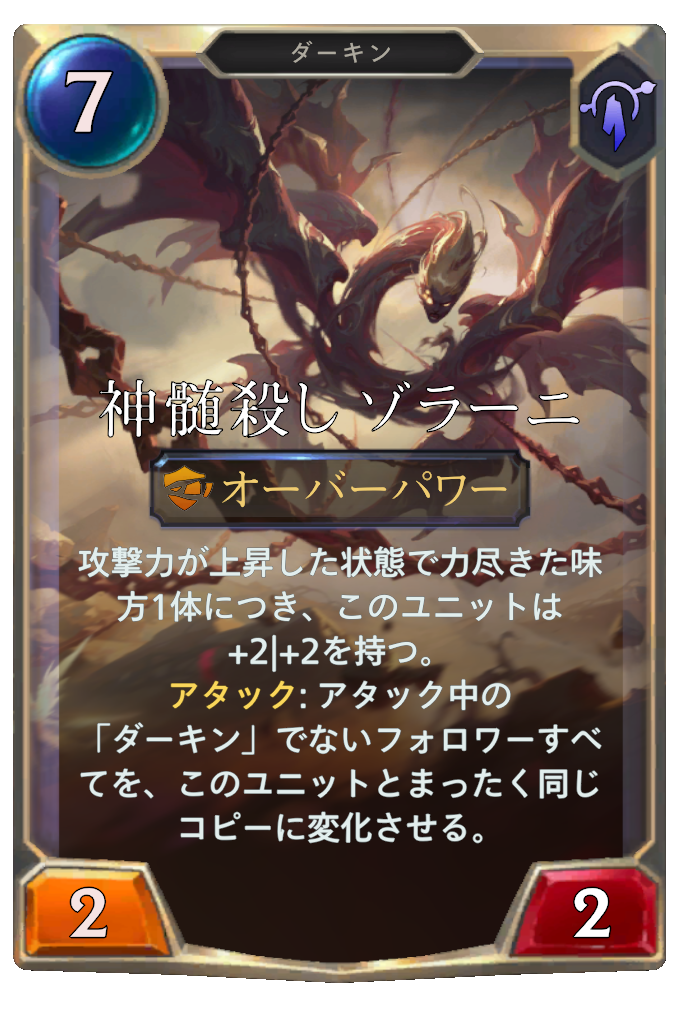 7
ダーキン
神髄殺し ゾラーニ
オーバーパワー
攻撃力が上昇した状態で力尽きた味
方1体につき、このユニットは
+2|+2を持つ。
アタック: アタック中の
「ダーキン」でないフォロワーすべ
てを、このユニットとまったく同じ
コピーに変化させる。
2
2